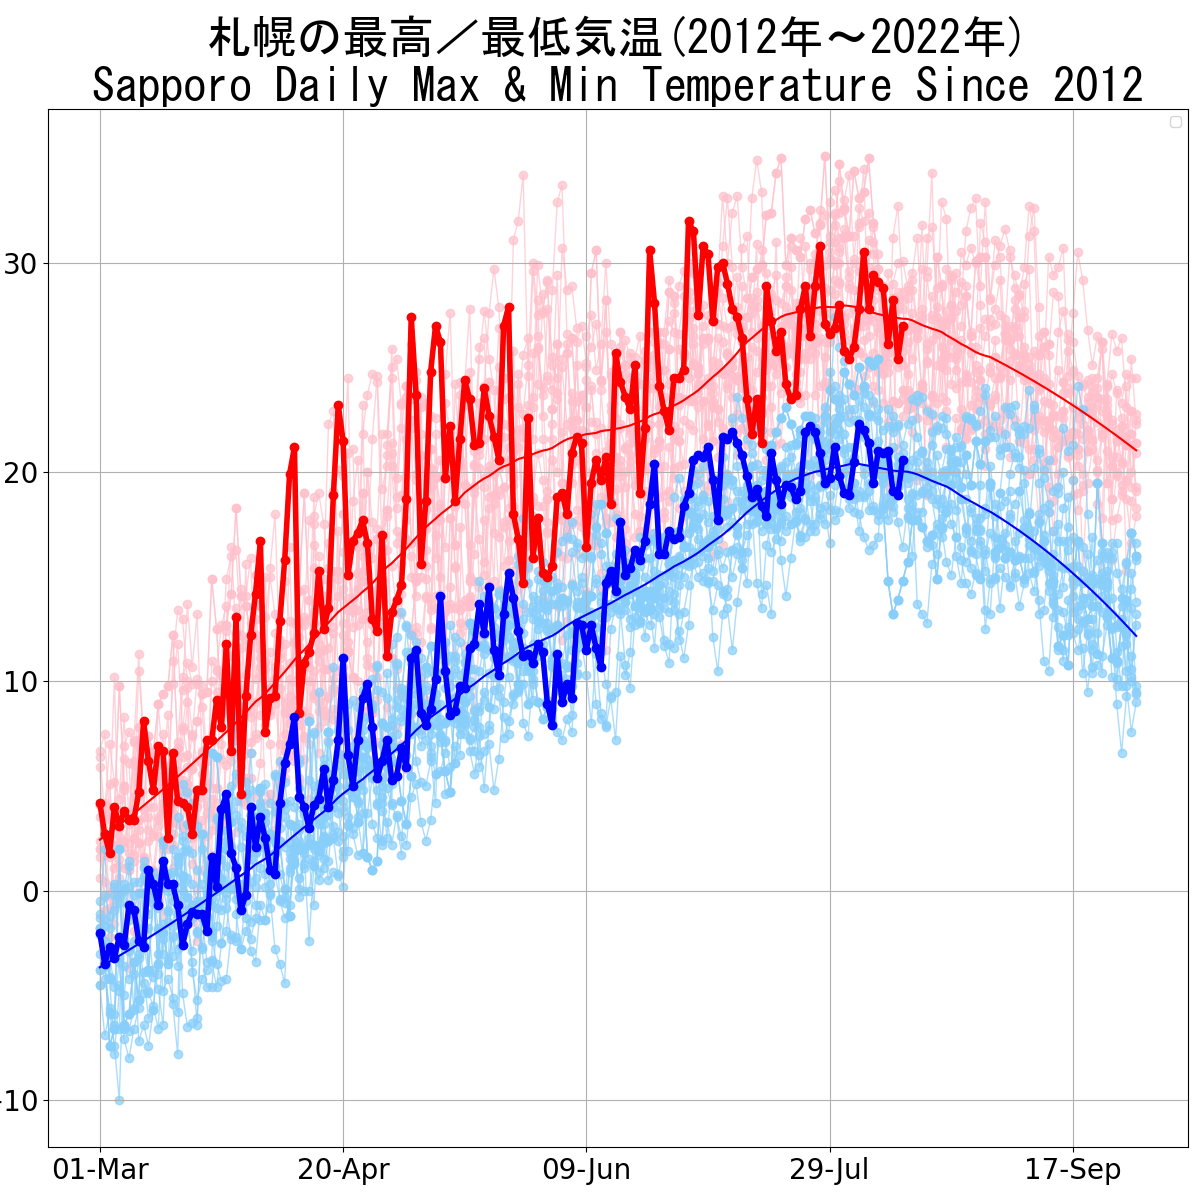 札幌の最高／最低気温(2012年～2022年)
Sapporo Daily Max & Min Temperature Since 2012
30
20
10
0
-10
01-Mar 20-Apr 09-Jun 29-Jul 17-Sep